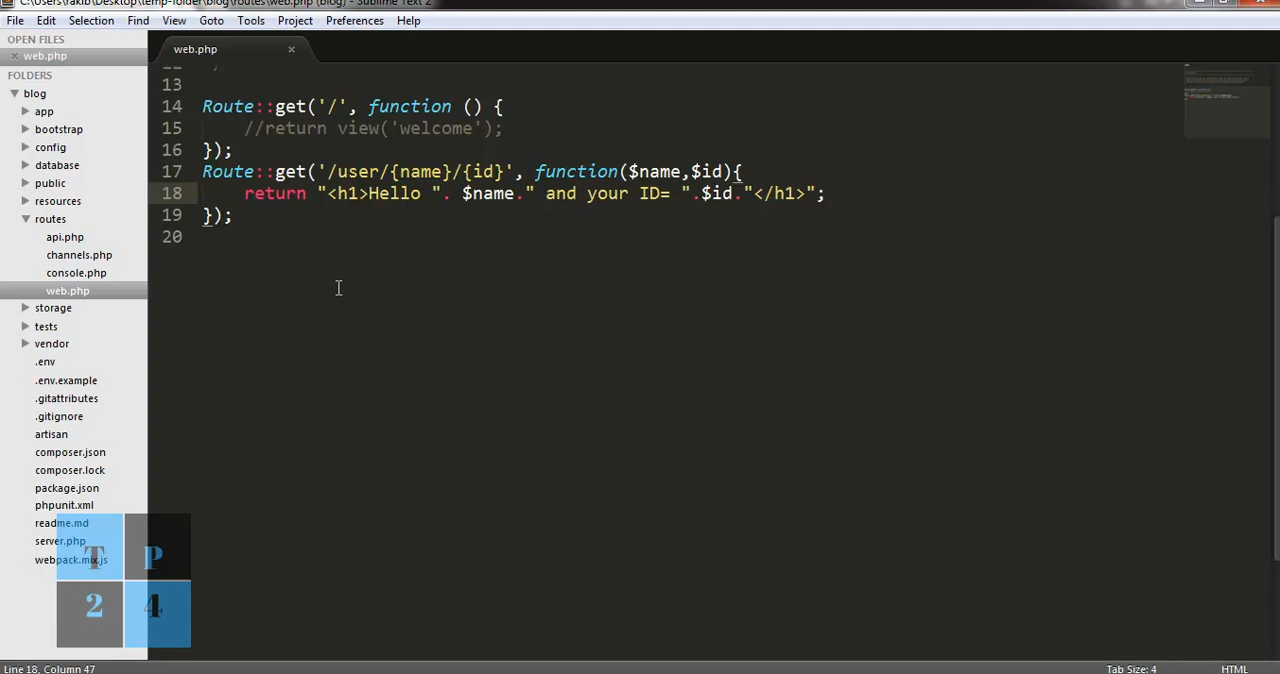 C:\Users\rakib\Desktop\temp-folder\blog\routes\web.php (blog) - Sublime Text 2
File Edit Selection Find View Goto Tools Project Preferences Help
OPEN FILES
web.php
FOLDERS
blog
app
bootstrap
config
database
public
resources
routes
api.php
channels.php
console.php
web.php
storage
tests
vendor
.env
.env.example
.gitattributes
.gitignore
artisan
composer.json
composer.lock
package.json
phpunit.xml
readme.md
server.php
webpack.mix.js
web.php
13
14 Route::get('/', function () {
15 //return view('welcome');
16 });
17 Route::get('/user/{name}/{id}', function($name,$id){
18 return "<h1>Hello ". $name." and your ID= ".$id."</h1>";
19 });
20
T P
2 4
Line 18, Column 47
Tab Size: 4
HTML